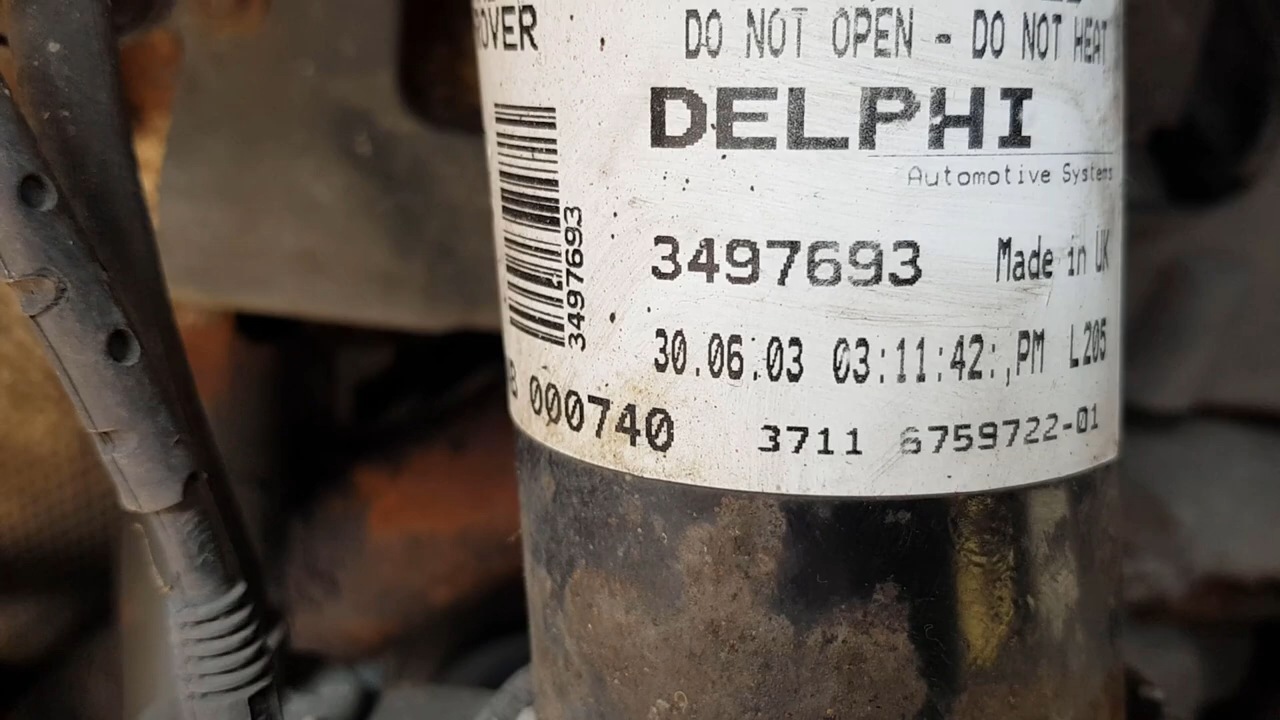 DO NOT OPEN - DO NOT HEAT
DELPHI
Automotive Systems
3497693 Made in UK
30.06.03 03:11:42:,PM L205
000740
3711 6759722-01
3497693